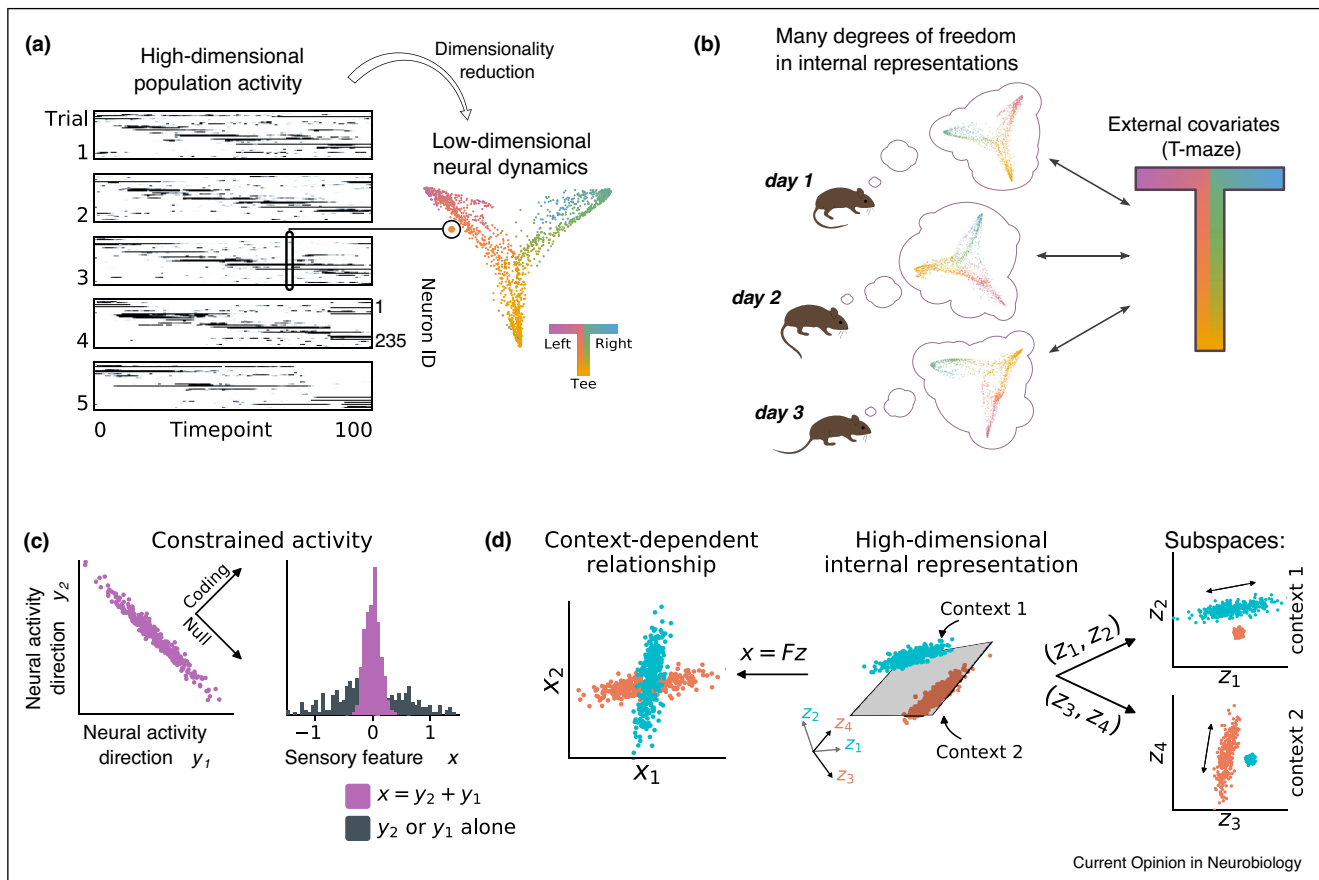 (a)
High-dimensional
population activity
Dimensionality
reduction
Low-dimensional
neural dynamics
Trial
1
2
3
4
5
1
235
Neuron ID
0 Timepoint 100
Left Right
Tee
(b)
Many degrees of freedom
in internal representations
day 1
day 2
day 3
External covariates
(T-maze)
(c)
Constrained activity
Neural activity
direction y₂
Neural activity
direction y₁
Coding
Null
−1 0 1
Sensory feature x
x = y₂ + y₁
y₂ or y₁ alone
(d)
Context-dependent
relationship
x₂
x₁
x = Fz
High-dimensional
internal representation
Context 1
Context 2
z₂
z₄
z₁
z₃
(z₁, z₂)
(z₃, z₄)
Subspaces:
z₂
z₁
context 1
z₄
z₃
context 2
Current Opinion in Neurobiology